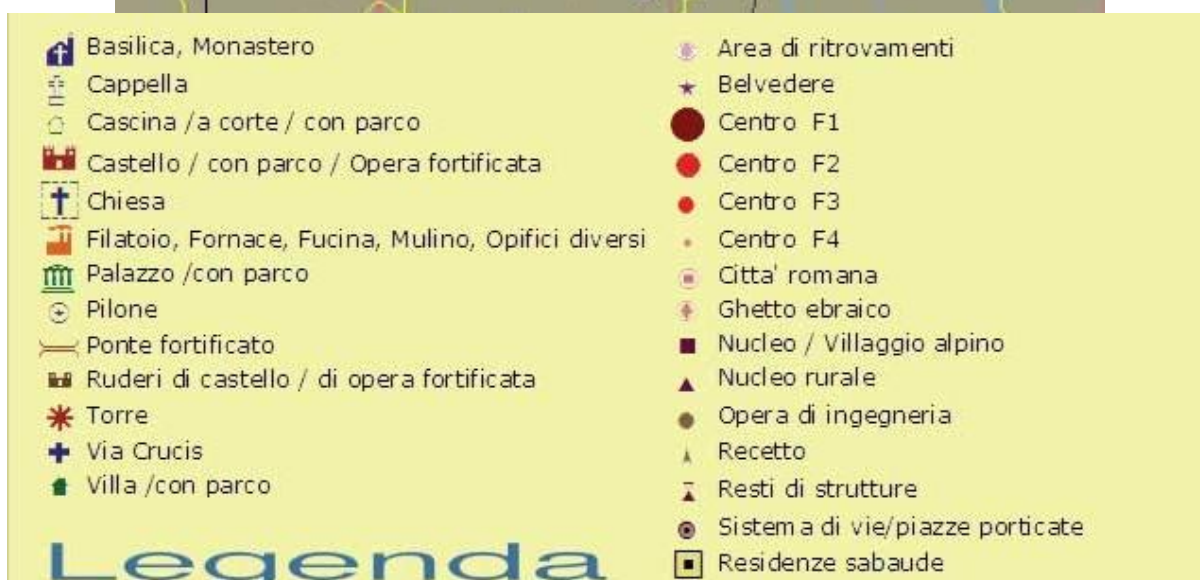 Basilica, Monastero
Cappella
Cascina /a corte / con parco
Castello / con parco / Opera fortificata
Chiesa
Filatoio, Fornace, Fucina, Mulino, Opifici diversi
Palazzo /con parco
Pilone
Ponte fortificato
Ruderi di castello / di opera fortificata
Torre
Via Crucis
Villa /con parco
Legenda
Area di ritrovamenti
Belvedere
Centro F1
Centro F2
Centro F3
Centro F4
Citta' romana
Ghetto ebraico
Nucleo / Villaggio alpino
Nucleo rurale
Opera di ingegneria
Recetto
Resti di strutture
Sistema di vie/piazze porticate
Residenze sabaude